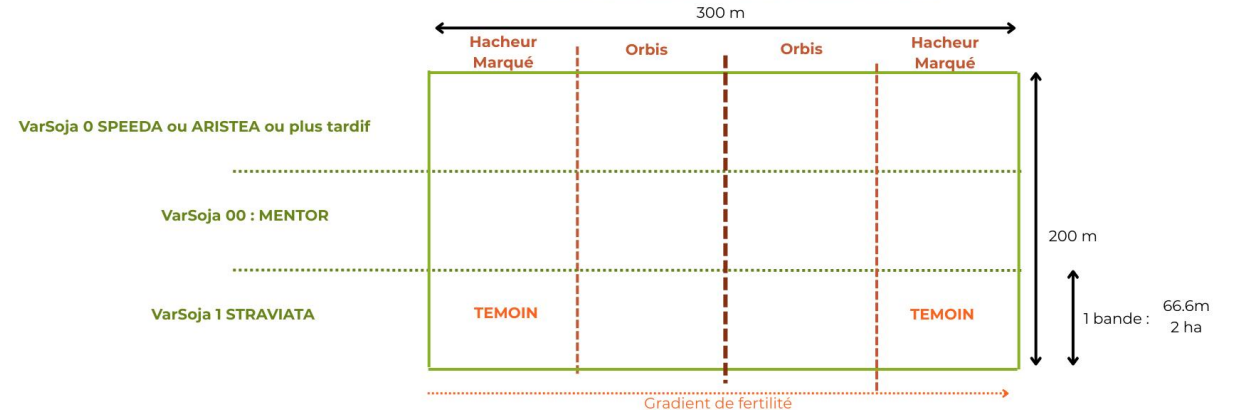 300 m
Hacheur
Marqué
Orbis
Orbis
Hacheur
Marqué
VarSoja 0 SPEEDA ou ARISTEA ou plus tardif
VarSoja 00 : MENTOR
200 m
VarSoja 1 STRAVIATA
TEMOIN
TEMOIN
1 bande :
66.6m
2 ha
Gradient de fertilité